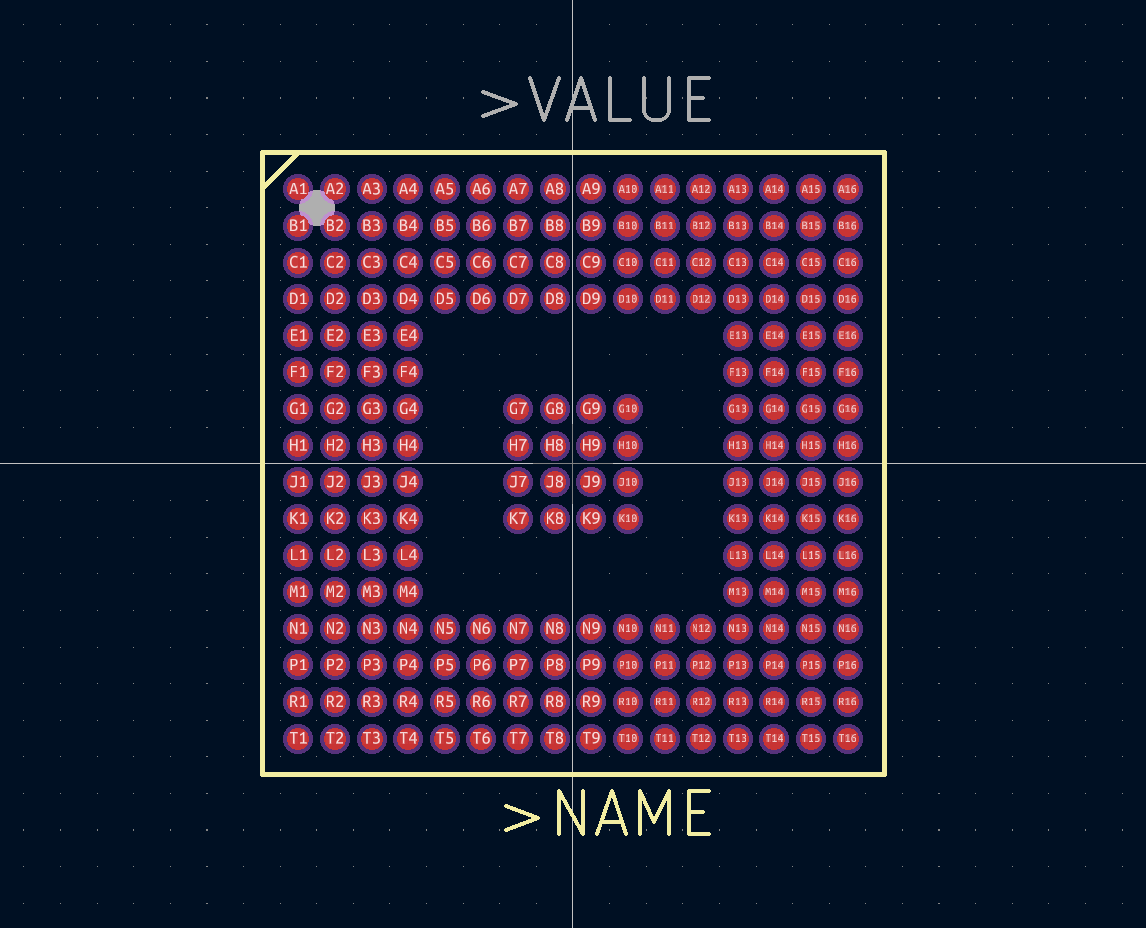 >VALUE
A1 A2 A3 A4 A5 A6 A7 A8 A9 A10 A11 A12 A13 A14 A15 A16
B1 B2 B3 B4 B5 B6 B7 B8 B9 B10 B11 B12 B13 B14 B15 B16
C1 C2 C3 C4 C5 C6 C7 C8 C9 C10 C11 C12 C13 C14 C15 C16
D1 D2 D3 D4 D5 D6 D7 D8 D9 D10 D11 D12 D13 D14 D15 D16
E1 E2 E3 E4 E13 E14 E15 E16
F1 F2 F3 F4 F13 F14 F15 F16
G1 G2 G3 G4 G7 G8 G9 G10 G13 G14 G15 G16
H1 H2 H3 H4 H7 H8 H9 H10 H13 H14 H15 H16
J1 J2 J3 J4 J7 J8 J9 J10 J13 J14 J15 J16
K1 K2 K3 K4 K7 K8 K9 K10 K13 K14 K15 K16
L1 L2 L3 L4 L13 L14 L15 L16
M1 M2 M3 M4 M13 M14 M15 M16
N1 N2 N3 N4 N5 N6 N7 N8 N9 N10 N11 N12 N13 N14 N15 N16
P1 P2 P3 P4 P5 P6 P7 P8 P9 P10 P11 P12 P13 P14 P15 P16
R1 R2 R3 R4 R5 R6 R7 R8 R9 R10 R11 R12 R13 R14 R15 R16
T1 T2 T3 T4 T5 T6 T7 T8 T9 T10 T11 T12 T13 T14 T15 T16
>NAME